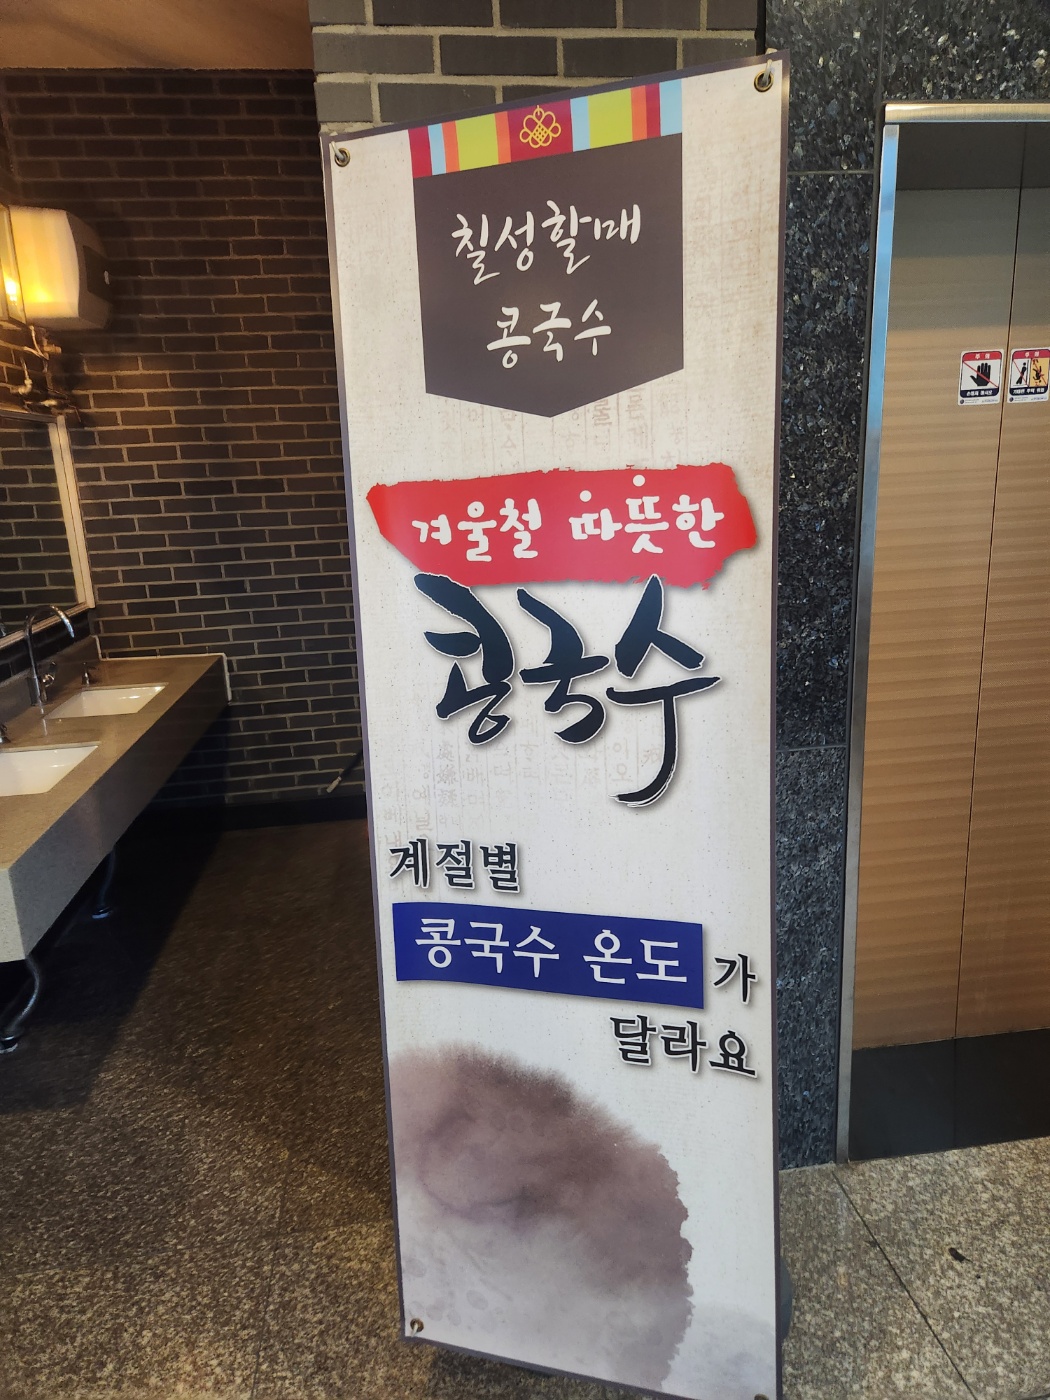 칠성할매
콩국수
겨울철 따뜻한
콩국수
계절별
콩국수 온도가
달라요